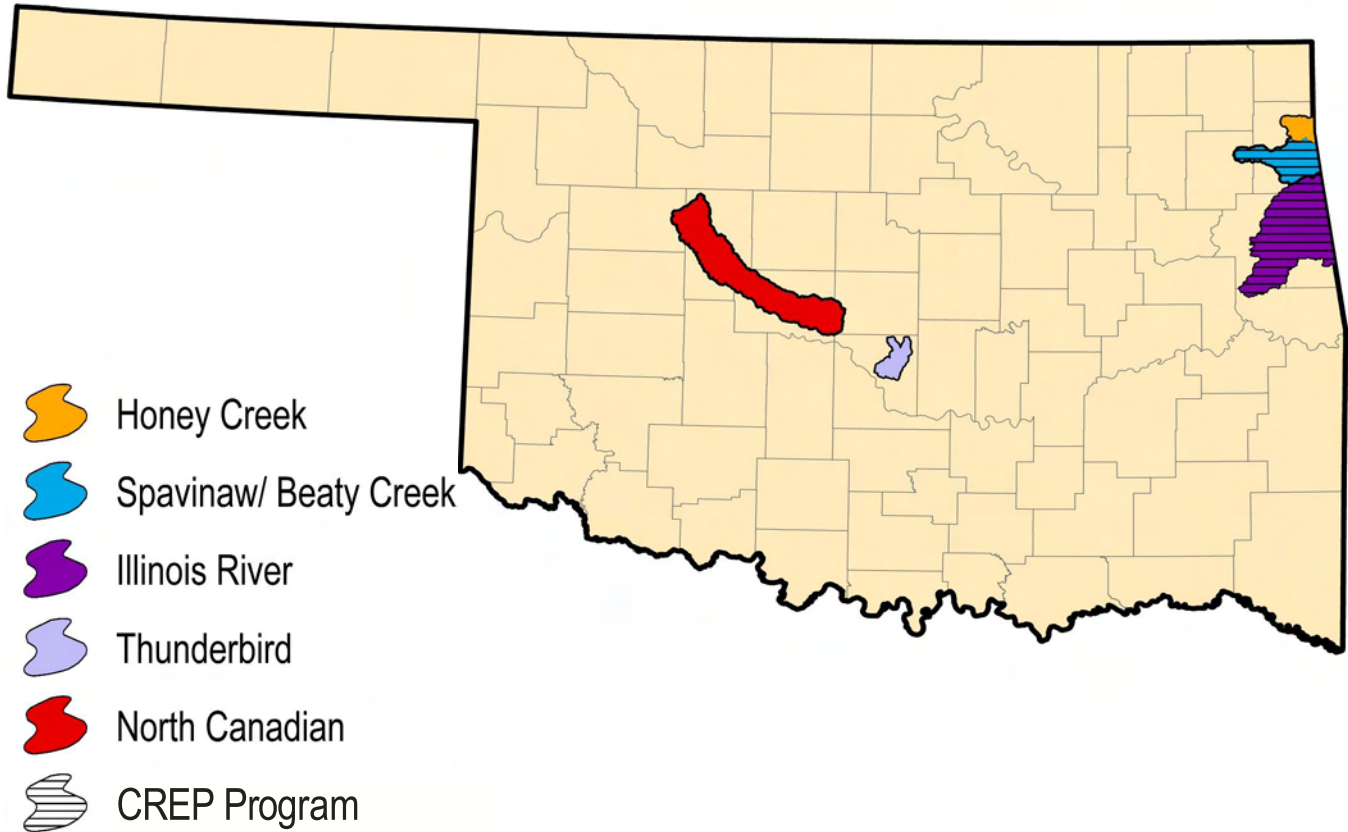 Honey Creek
Spavinaw/ Beaty Creek
Illinois River
Thunderbird
North Canadian
CREP Program